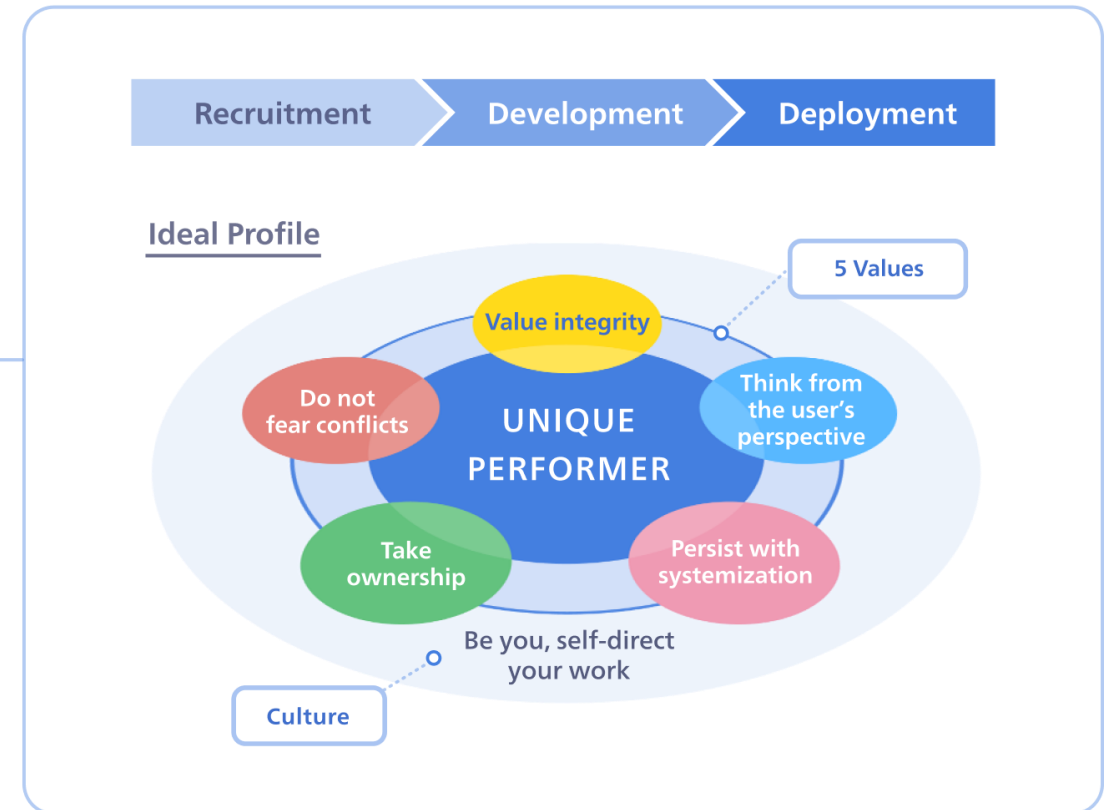 Recruitment
Development
Deployment
Ideal Profile
5 Values
Value integrity
Do not
fear conflicts
Think from
the user’s
perspective
UNIQUE
PERFORMER
Take
ownership
Persist with
systemization
Be you, self-direct
your work
Culture